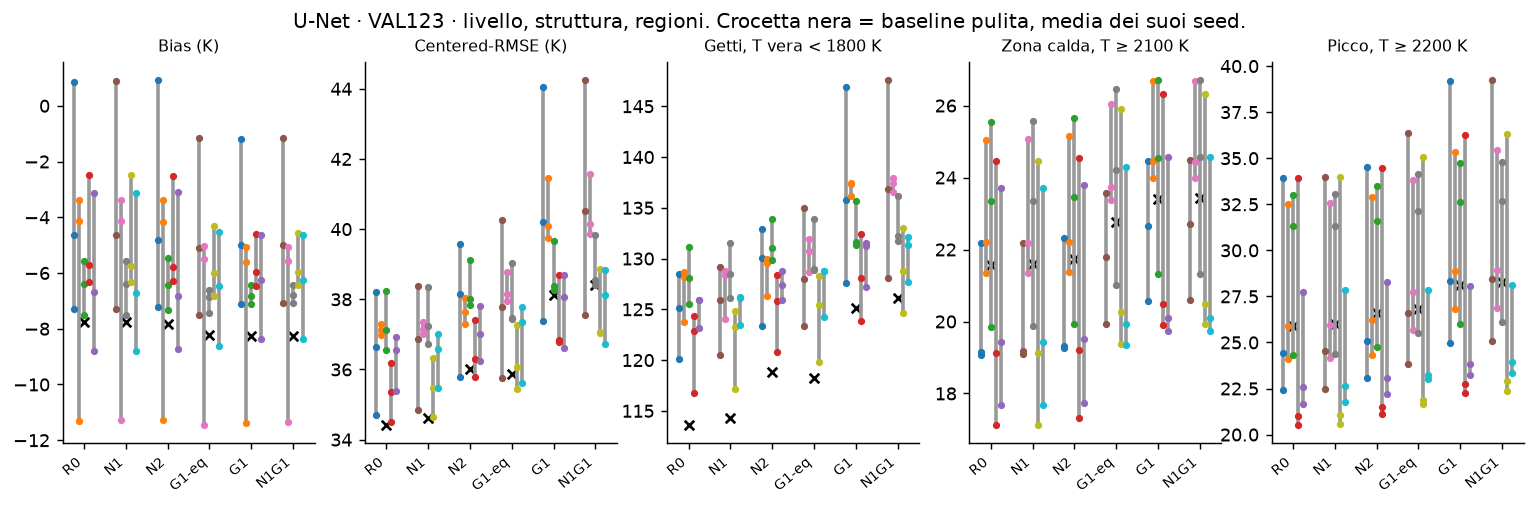 U-Net · VAL123 · livello, struttura, regioni. Crocetta nera = baseline pulita, media dei suoi seed.
Bias (K)
Centered-RMSE (K)
Getti, T vera < 1800 K
Zona calda, T ≥ 2100 K
Picco, T ≥ 2200 K
0
−2
−4
−6
−8
−10
−12
R0
N1
N2
G1-eq
G1
N1G1
44
42
40
38
36
34
R0
N1
N2
G1-eq
G1
N1G1
145
140
135
130
125
120
115
R0
N1
N2
G1-eq
G1
N1G1
26
24
22
20
18
R0
N1
N2
G1-eq
G1
N1G1
40.0
37.5
35.0
32.5
30.0
27.5
25.0
22.5
20.0
R0
N1
N2
G1-eq
G1
N1G1